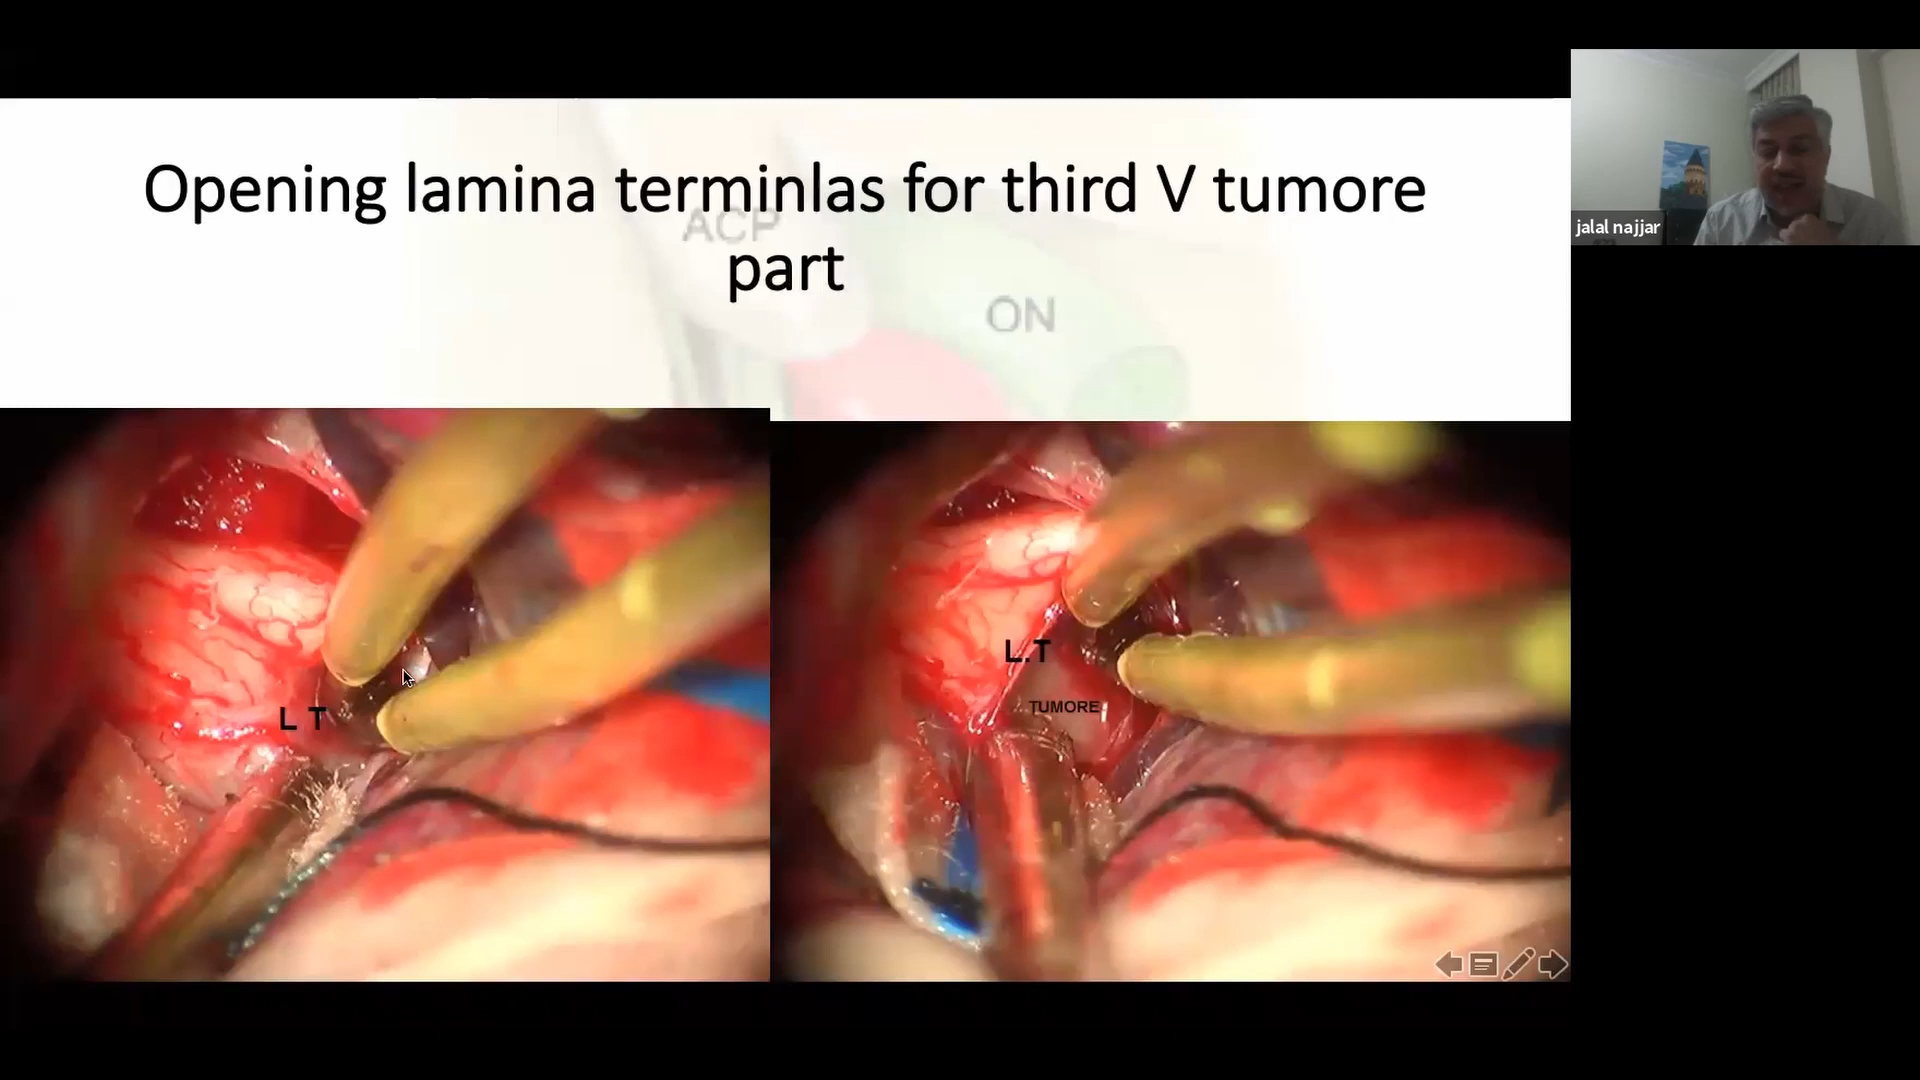 Opening lamina terminlas for third V tumore
part
ACP
ON
jalal najjar
L T
L.T
TUMORE